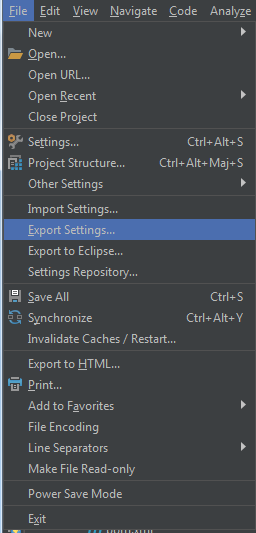 File Edit View Navigate Code Analyze
New
Open...
Open URL...
Open Recent
Close Project
Settings... Ctrl+Alt+S
Project Structure... Ctrl+Alt+Maj+S
Other Settings
Import Settings...
Export Settings...
Export to Eclipse...
Settings Repository...
Save All Ctrl+S
Synchronize Ctrl+Alt+Y
Invalidate Caches / Restart...
Export to HTML...
Print...
Add to Favorites
File Encoding
Line Separators
Make File Read-only
Power Save Mode
Exit